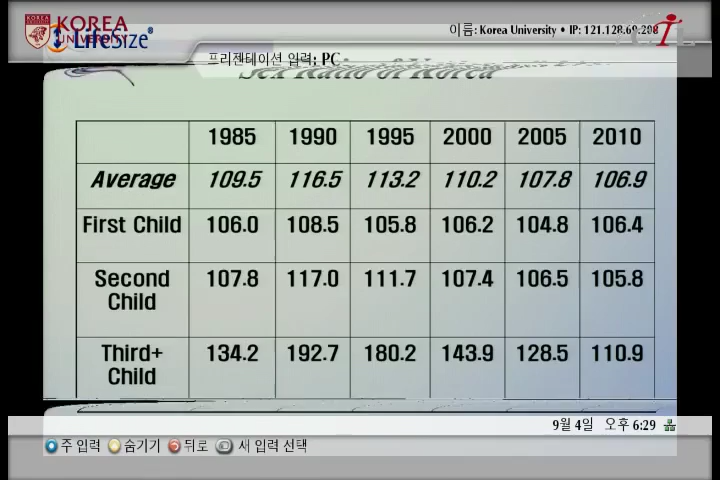 KOREA
UNIVERSITY
LifeSize®
이름: Korea University • IP: 121.128.60.208
프리젠테이션 입력: PC
Sex Ratio of Korea
1985 1990 1995 2000 2005 2010
Average 109.5 116.5 113.2 110.2 107.8 106.9
First Child 106.0 108.5 105.8 106.2 104.8 106.4
Second Child 107.8 117.0 111.7 107.4 106.5 105.8
Third+ Child 134.2 192.7 180.2 143.9 128.5 110.9
9월 4일 오후 6:29
주 입력 숨기기 뒤로 새 입력 선택